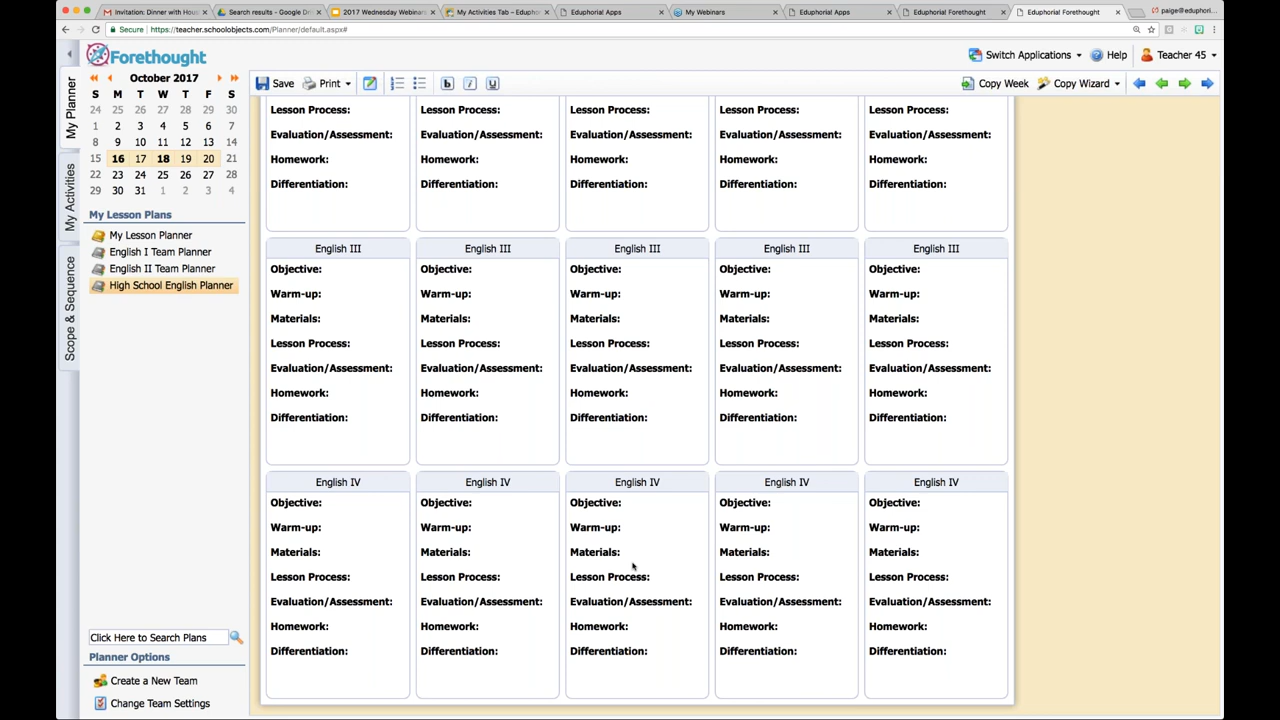 Invitation: Dinner with Hous
Search results - Google Dri
2017 Wednesday Webinars
My Activities Tab – Eduphor
Eduphorial Apps
My Webinars
Eduphorial Apps
Eduphorial Forethought
Eduphorial Forethought
paige@eduphori...
Secure https://teacher.schoolobjects.com/Planner/default.aspx#
Forethought
Switch Applications
Help
Teacher 45
October 2017
Save
Print
b
i
U
Copy Week
Copy Wizard
S M T W T F S
24 25 26 27 28 29 30
1 2 3 4 5 6 7
8 9 10 11 12 13 14
15 16 17 18 19 20 21
22 23 24 25 26 27 28
29 30 31 1 2 3 4
My Planner
My Activities
Scope & Sequence
My Lesson Plans
My Lesson Planner
English I Team Planner
English II Team Planner
High School English Planner
Click Here to Search Plans
Planner Options
Create a New Team
Change Team Settings
Lesson Process: Lesson Process: Lesson Process: Lesson Process: Lesson Process:
Evaluation/Assessment: Evaluation/Assessment: Evaluation/Assessment: Evaluation/Assessment: Evaluation/Assessment:
Homework: Homework: Homework: Homework: Homework:
Differentiation: Differentiation: Differentiation: Differentiation: Differentiation:
English III English III English III English III English III
Objective: Objective: Objective: Objective: Objective:
Warm-up: Warm-up: Warm-up: Warm-up: Warm-up:
Materials: Materials: Materials: Materials: Materials:
Lesson Process: Lesson Process: Lesson Process: Lesson Process: Lesson Process:
Evaluation/Assessment: Evaluation/Assessment: Evaluation/Assessment: Evaluation/Assessment: Evaluation/Assessment:
Homework: Homework: Homework: Homework: Homework:
Differentiation: Differentiation: Differentiation: Differentiation: Differentiation:
English IV English IV English IV English IV English IV
Objective: Objective: Objective: Objective: Objective:
Warm-up: Warm-up: Warm-up: Warm-up: Warm-up:
Materials: Materials: Materials: Materials: Materials:
Lesson Process: Lesson Process: Lesson Process: Lesson Process: Lesson Process:
Evaluation/Assessment: Evaluation/Assessment: Evaluation/Assessment: Evaluation/Assessment: Evaluation/Assessment:
Homework: Homework: Homework: Homework: Homework:
Differentiation: Differentiation: Differentiation: Differentiation: Differentiation: